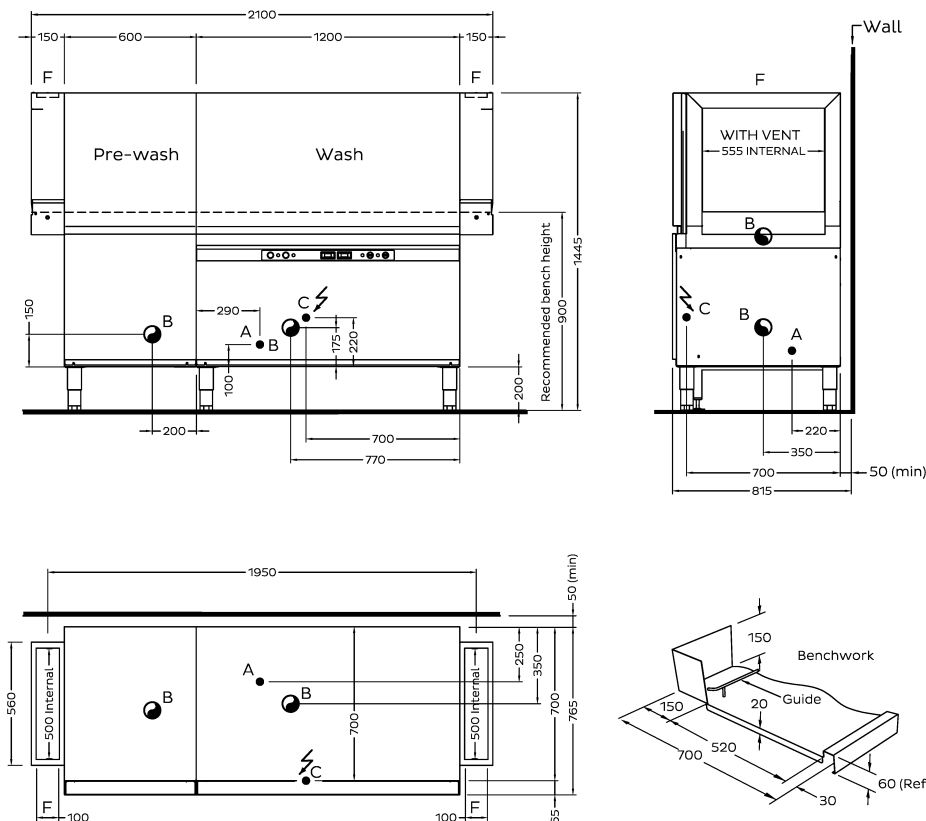 2100
150
600
1200
150
F
F
Pre-wash
Wash
1445
Recommended bench height
900
150
B
290
A
B
C
100
175
220
200
200
700
770
Wall
F
WITH VENT
555 INTERNAL
B
C
B
A
220
350
700
50 (min)
815
1950
50 (min)
560
500 Internal
B
A
B
700
250
350
700
765
500 Internal
C
F
100
100
F
65
150
Benchwork
Guide
150
20
520
700
30
60 (Ref